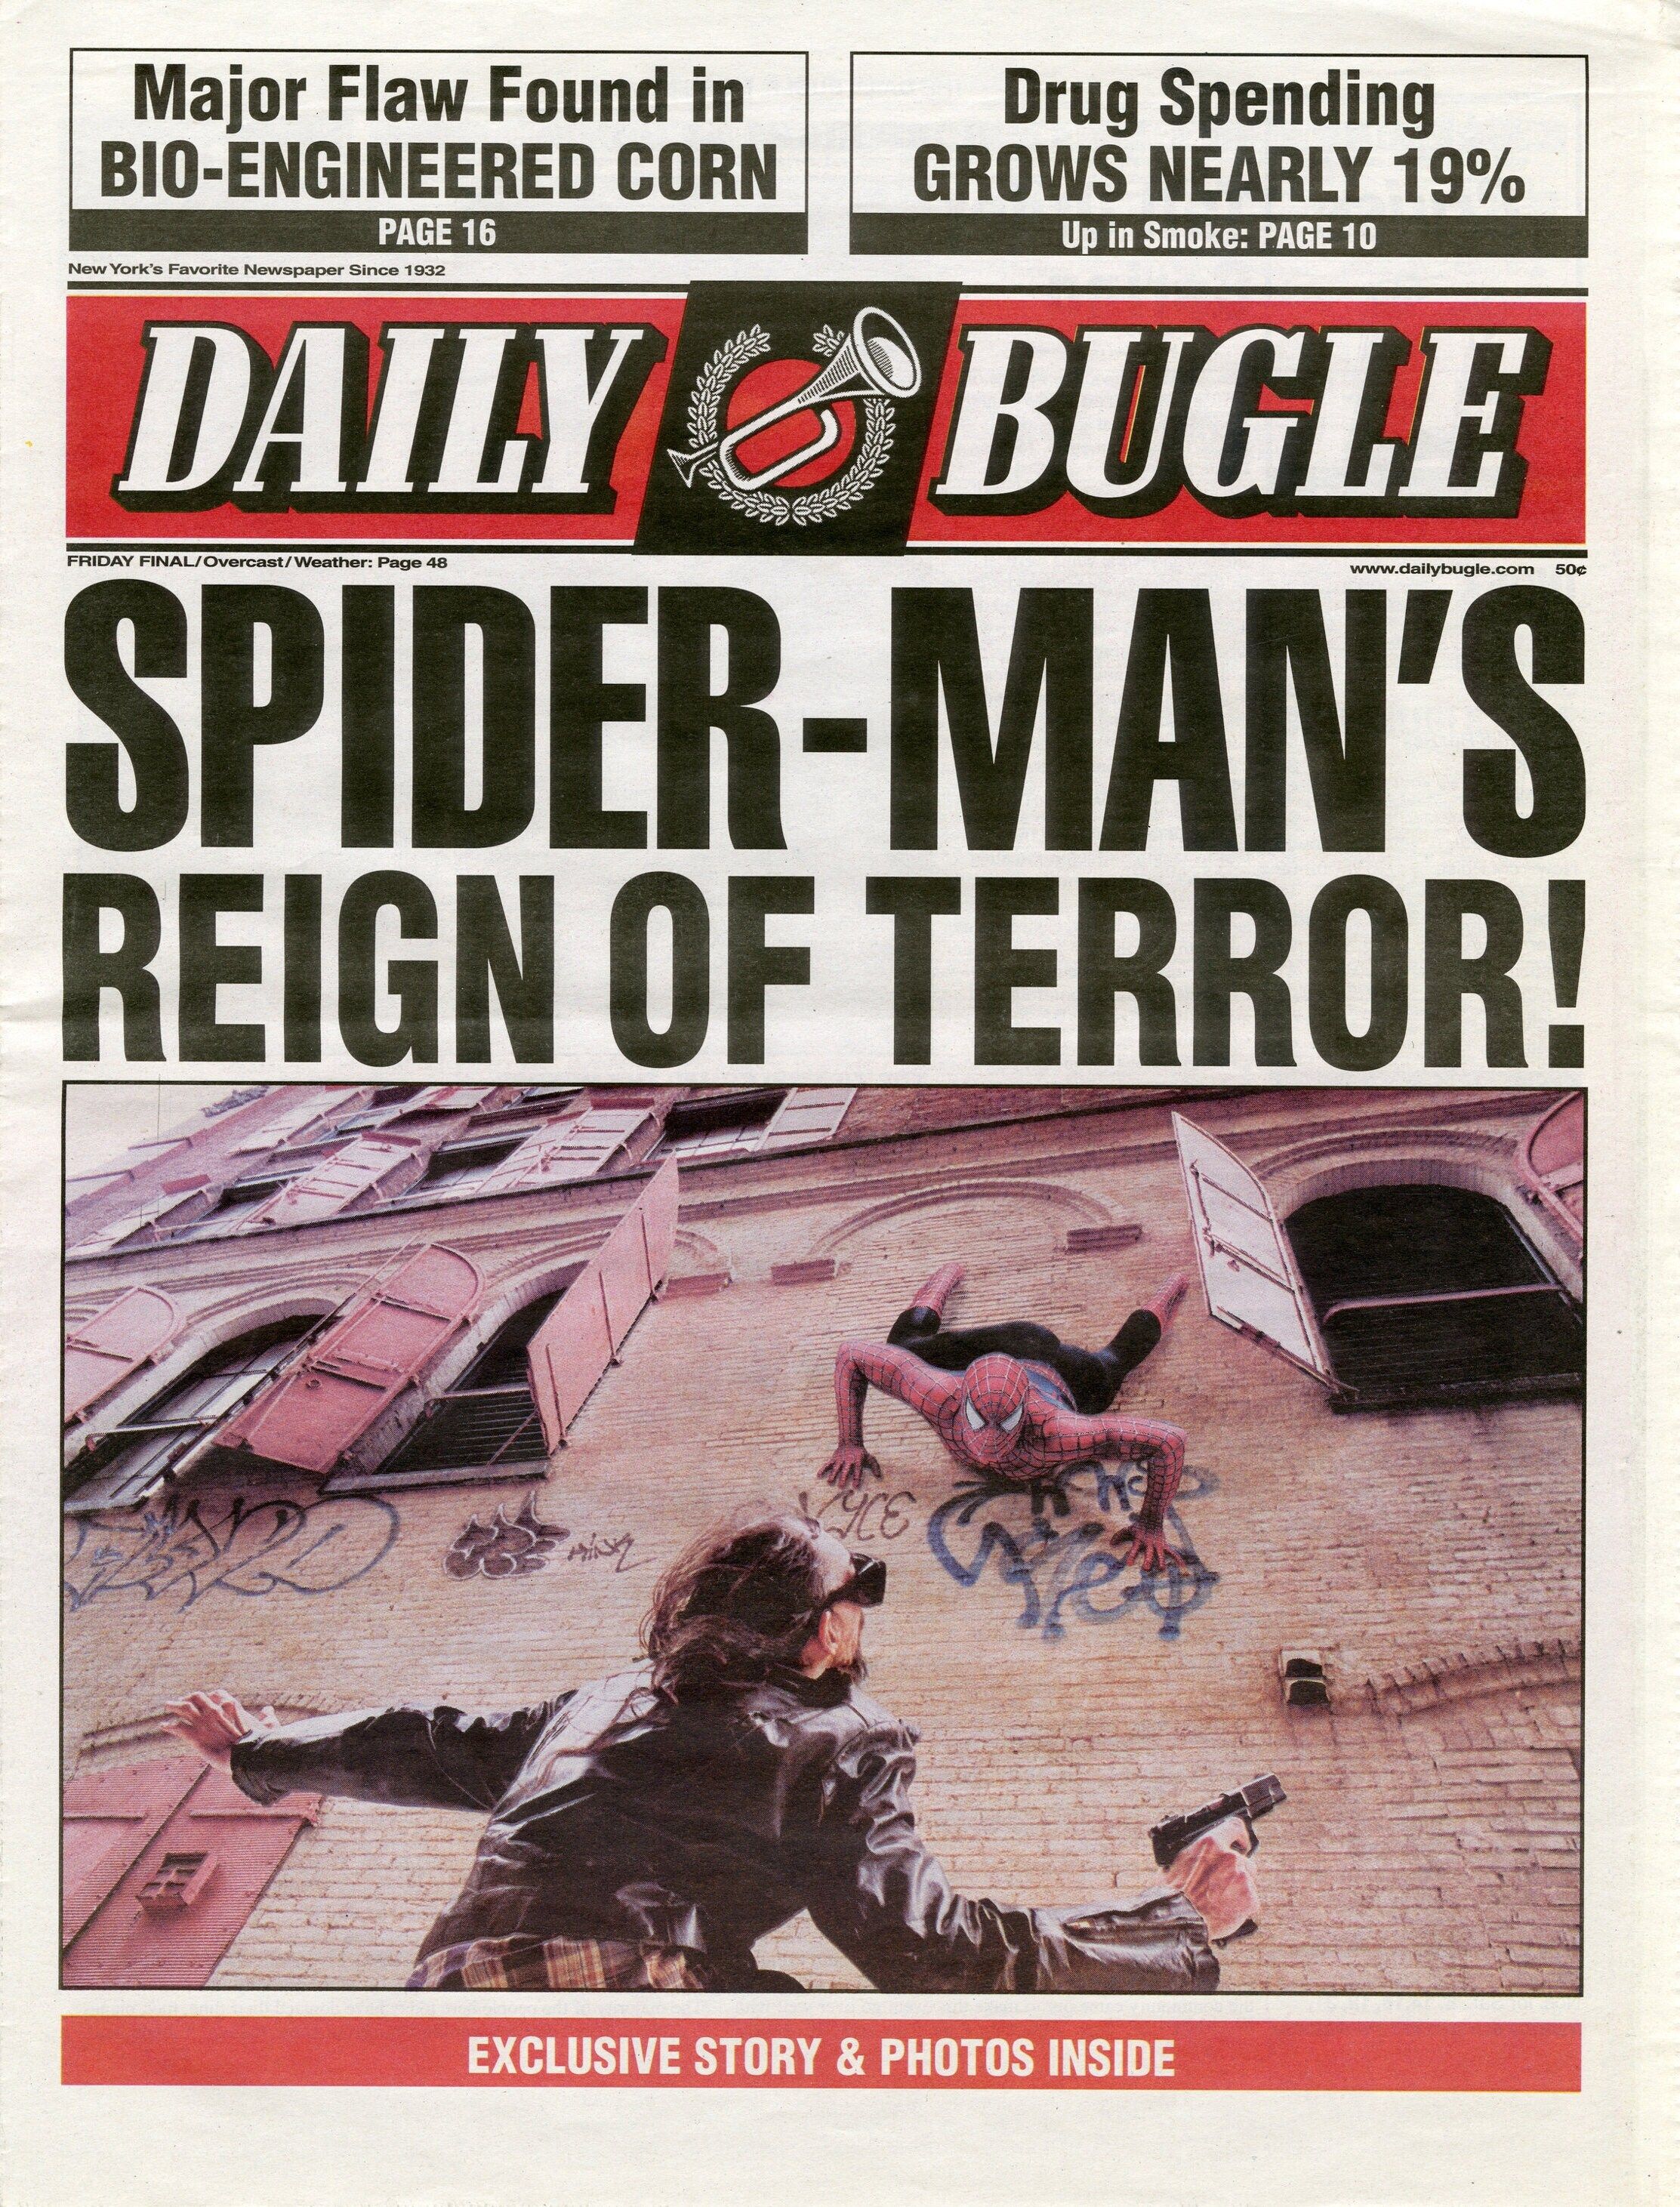 Major Flaw Found in
BIO-ENGINEERED CORN
PAGE 16
Drug Spending
GROWS NEARLY 19%
Up in Smoke: PAGE 10
New York's Favorite Newspaper Since 1932
DAILY BUGLE
FRIDAY FINAL/Overcast/Weather: Page 48
www.dailybugle.com 50¢
SPIDER-MAN'S
REIGN OF TERROR!
EXCLUSIVE STORY & PHOTOS INSIDE